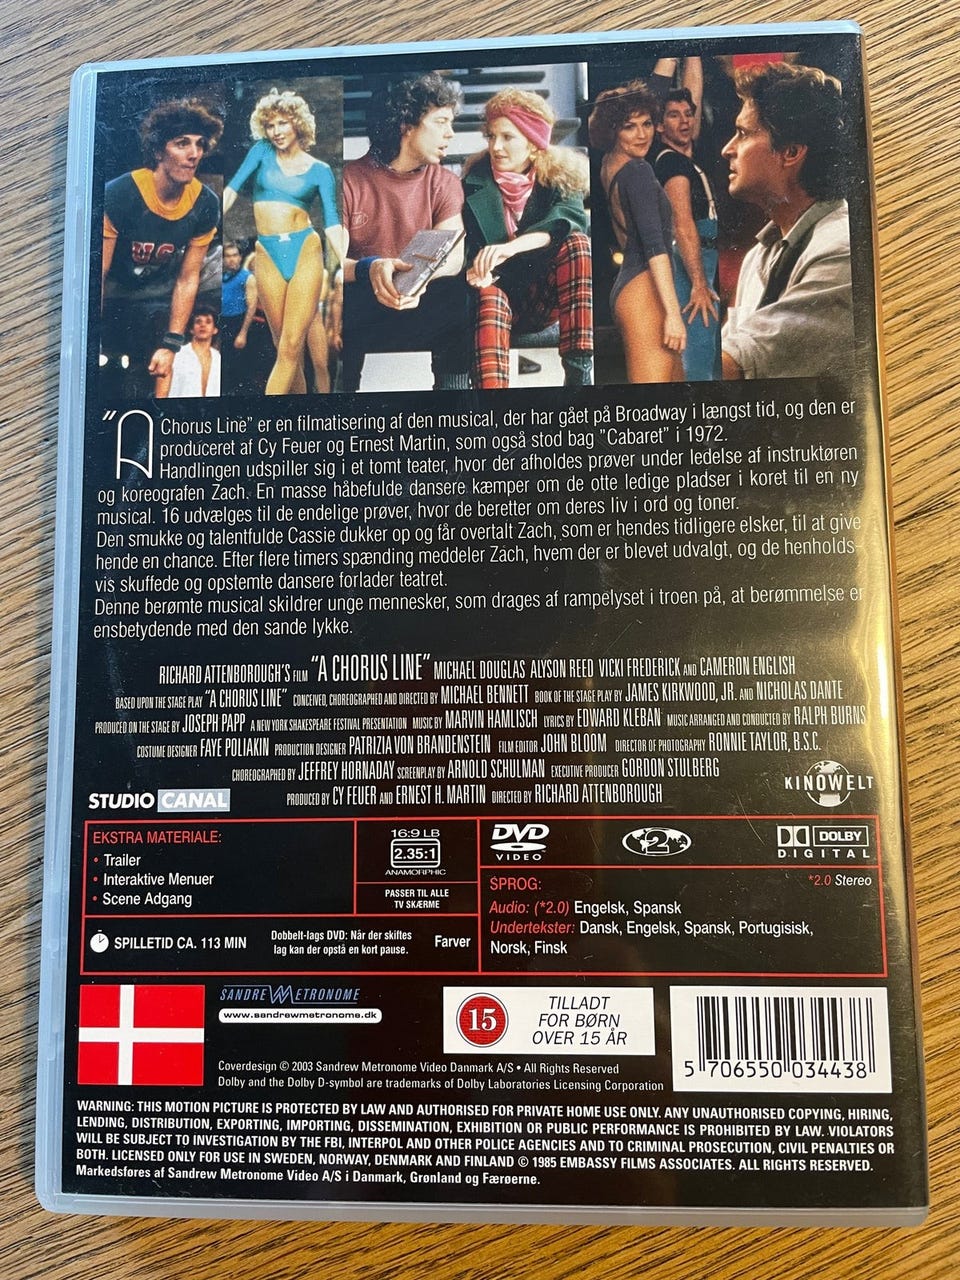 U.S.
"A Chorus Line" er en filmatisering af den musical, der har gået på Broadway i længst tid, og den er
produceret af Cy Feuer og Ernest Martin, som også stod bag "Cabaret" i 1972.
Handlingen udspiller sig i et tomt teater, hvor der afholdes prøver under ledelse af instruktøren
og koreografen Zach. En masse håbefulde dansere kæmper om de otte ledige pladser i koret til en ny
musical. 16 udvælges til de endelige prøver, hvor de beretter om deres liv i ord og toner.
Den smukke og talentfulde Cassie dukker op og får overtalt Zach, som er hendes tidligere elsker, til at give
hende en chance. Efter flere timers spænding meddeler Zach, hvem der er blevet udvalgt, og de henholds-
vis skuffede og opstemte dansere forlader teatret.
Denne berømte musical skildrer unge mennesker, som drages af rampelyset i troen på, at berømmelse er
ensbetydende med den sande lykke.
RICHARD ATTENBOROUGH'S FILM "A CHORUS LINE" MICHAEL DOUGLAS ALYSON REED VICKI FREDERICK AND CAMERON ENGLISH
BASED UPON THE STAGE PLAY "A CHORUS LINE" CONCEIVED, CHOREOGRAPHED AND DIRECTED BY MICHAEL BENNETT BOOK OF THE STAGE PLAY BY JAMES KIRKWOOD, JR. AND NICHOLAS DANTE
PRODUCED ON THE STAGE BY JOSEPH PAPP A NEW YORK SHAKESPEARE FESTIVAL PRESENTATION MUSIC BY MARVIN HAMLISCH LYRICS BY EDWARD KLEBAN MUSIC ARRANGED AND CONDUCTED BY RALPH BURNS
COSTUME DESIGNER FAYE POLIAKIN PRODUCTION DESIGNER PATRIZIA VON BRANDENSTEIN FILM EDITOR JOHN BLOOM DIRECTOR OF PHOTOGRAPHY RONNIE TAYLOR, B.S.C.
CHOREOGRAPHED BY JEFFREY HORNADAY SCREENPLAY BY ARNOLD SCHULMAN EXECUTIVE PRODUCER GORDON STULBERG
PRODUCED BY CY FEUER AND ERNEST H. MARTIN DIRECTED BY RICHARD ATTENBOROUGH
STUDIO CANAL
KINOWELT
EKSTRA MATERIALE:
• Trailer
• Interaktive Menuer
• Scene Adgang
16:9 LB
2.35:1
ANAMORPHIC
PASSER TIL ALLE
TV SKÆRME
DVD
VIDEO
2
DOLBY
DIGITAL
*2.0 Stereo
SPROG:
Audio: (*2.0) Engelsk, Spansk
Undertekster: Dansk, Engelsk, Spansk, Portugisisk,
Norsk, Finsk
SPILLETID CA. 113 MIN
Dobbelt-lags DVD: Når der skiftes
lag kan der opstå en kort pause.
Farver
SANDREW METRONOME
www.sandrewmetronome.dk
15
TILLADT
FOR BØRN
OVER 15 ÅR
5 706550 034438
Coverdesign © 2003 Sandrew Metronome Video Danmark A/S • All Rights Reserved
Dolby and the Dolby D-symbol are trademarks of Dolby Laboratories Licensing Corporation
WARNING: THIS MOTION PICTURE IS PROTECTED BY LAW AND AUTHORISED FOR PRIVATE HOME USE ONLY. ANY UNAUTHORISED COPYING, HIRING,
LENDING, DISTRIBUTION, EXPORTING, IMPORTING, DISSEMINATION, EXHIBITION OR PUBLIC PERFORMANCE IS PROHIBITED BY LAW. VIOLATORS
WILL BE SUBJECT TO INVESTIGATION BY THE FBI, INTERPOL AND OTHER POLICE AGENCIES AND TO CRIMINAL PROSECUTION, CIVIL PENALTIES OR
BOTH. LICENSED ONLY FOR USE IN SWEDEN, NORWAY, DENMARK AND FINLAND © 1985 EMBASSY FILMS ASSOCIATES. ALL RIGHTS RESERVED.
Markedsføres af Sandrew Metronome Video A/S i Danmark, Grønland og Færøerne.